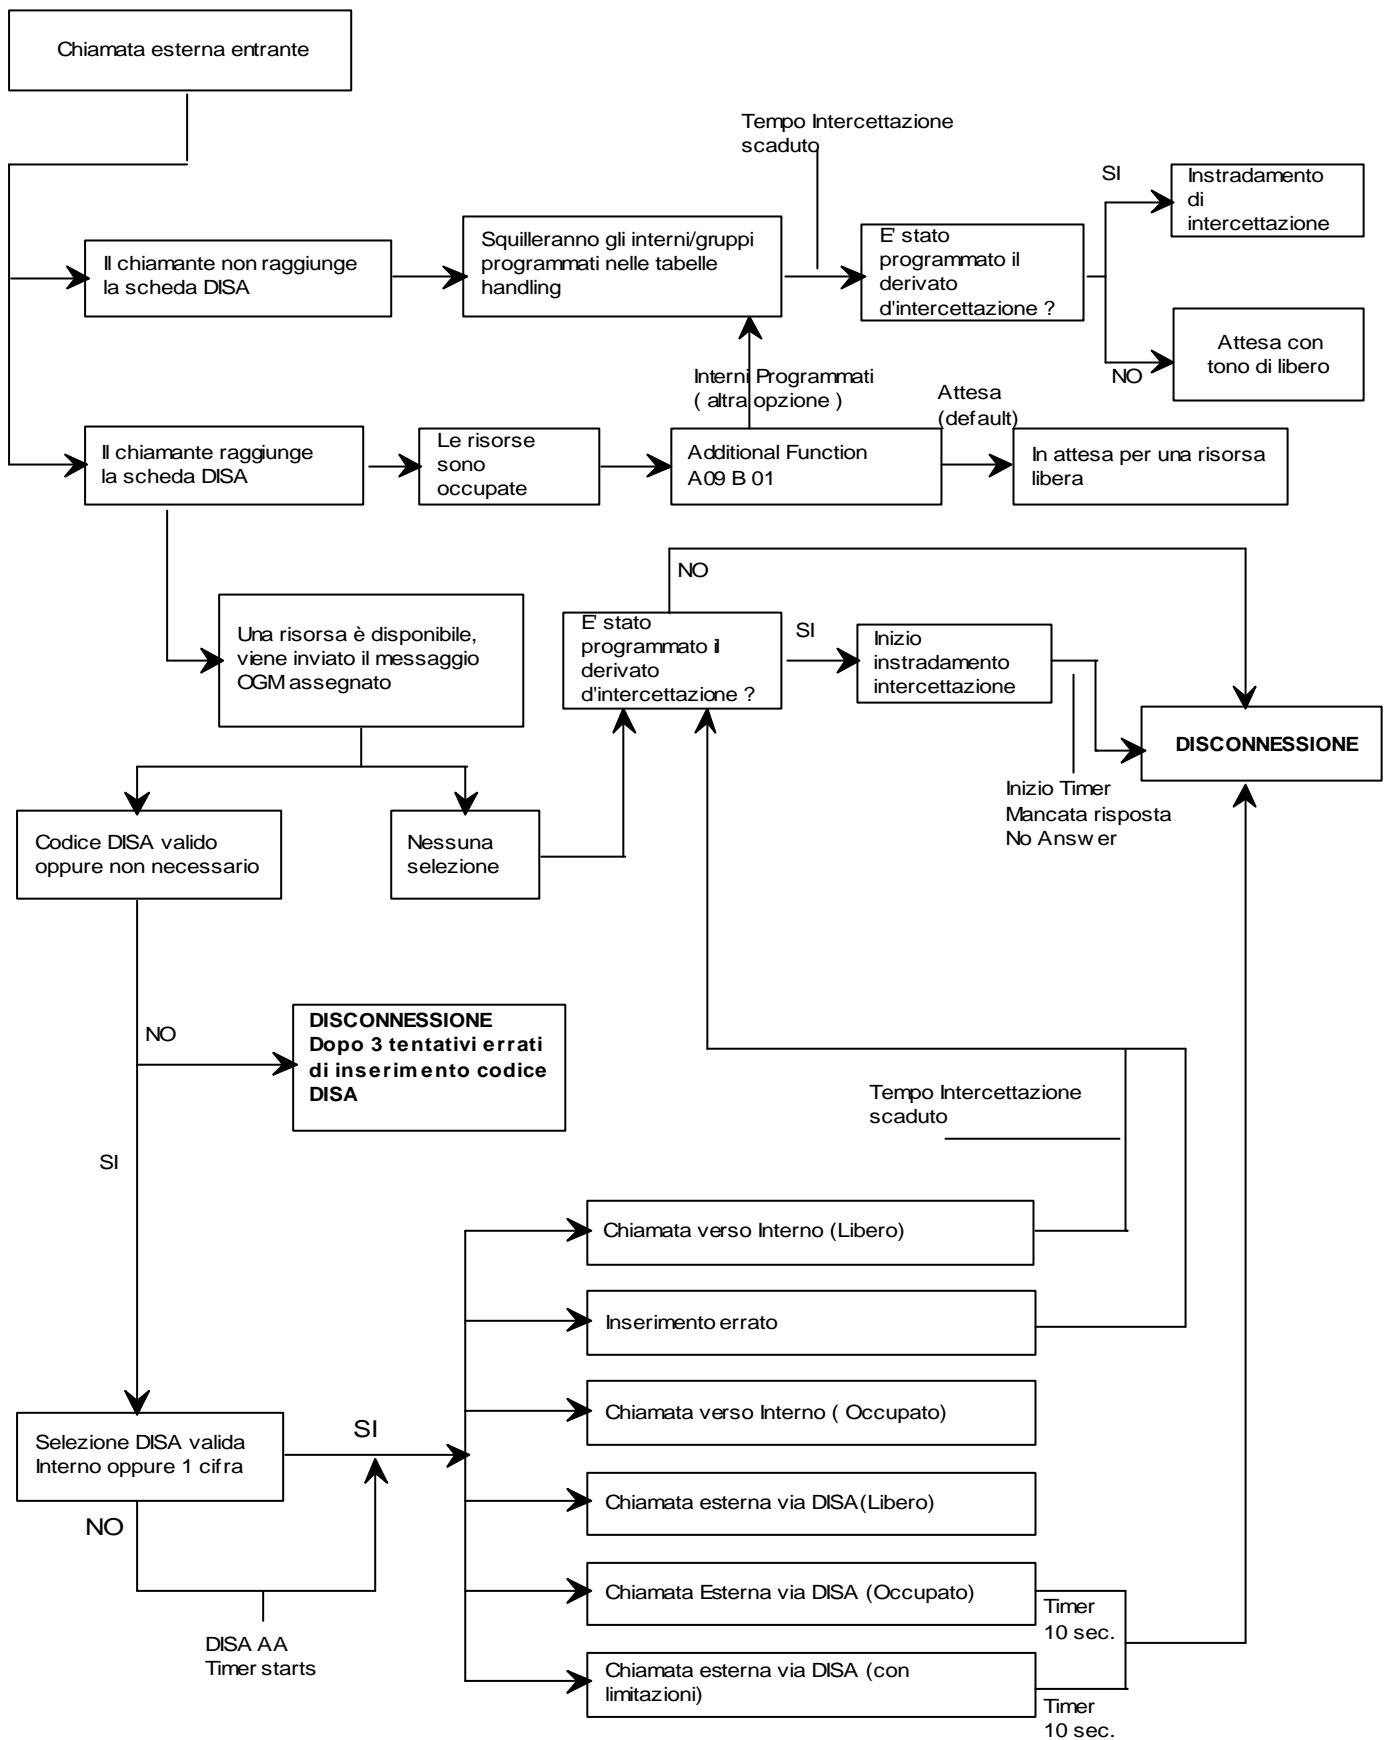 Chiamata esterna entrante
Tempo Intercettazione
scaduto
SI
Instradamento
di
intercettazione
Il chiamante non raggiunge
la scheda DISA
Squilleranno gli interni/gruppi
programmati nelle tabelle
handling
E' stato
programmato il
derivato
d'intercettazione ?
Attesa con
tono di libero
NO
Interni Programmati
( altra opzione )
Attesa
(default)
Il chiamante raggiunge
la scheda DISA
Le risorse
sono
occupate
Additional Function
A09 B 01
In attesa per una risorsa
libera
NO
Una risorsa è disponibile,
viene inviato il messaggio
OGM assegnato
E' stato
programmato il
derivato
d'intercettazione ?
SI
Inizio
instradamento
intercettazione
DISCONNESSIONE
Inizio Timer
Mancata risposta
No Answer
Codice DISA valido
oppure non necessario
Nessuna
selezione
NO
DISCONNESSIONE
Dopo 3 tentativi errati
di inserimento codice
DISA
Tempo Intercettazione
scaduto
SI
Chiamata verso Interno (Libero)
Inserimento errato
Chiamata verso Interno ( Occupato)
SI
Selezione DISA valida
Interno oppure 1 cifra
Chiamata esterna via DISA(Libero)
NO
Chiamata Esterna via DISA (Occupato)
Timer
10 sec.
DISA AA
Timer starts
Chiamata esterna via DISA (con
limitazioni)
Timer
10 sec.